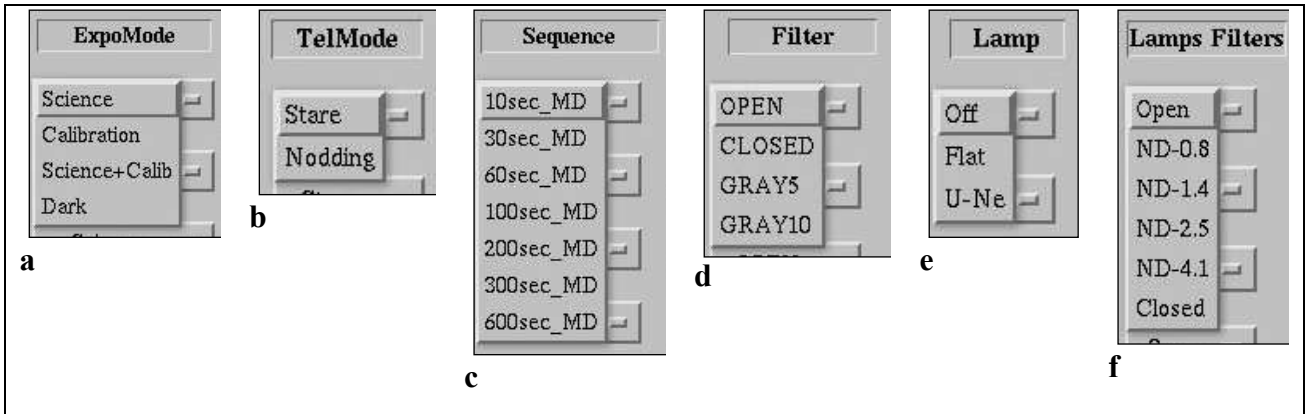 ExpoMode
Science
Calibration
Science+Calib
Dark
a
TelMode
Stare
Nodding
b
Sequence
10sec_MD
30sec_MD
60sec_MD
100sec_MD
200sec_MD
300sec_MD
600sec_MD
c
Filter
OPEN
CLOSED
GRAY5
GRAY10
d
Lamp
Off
Flat
U-Ne
e
Lamps Filters
Open
ND-0.8
ND-1.4
ND-2.5
ND-4.1
Closed
f